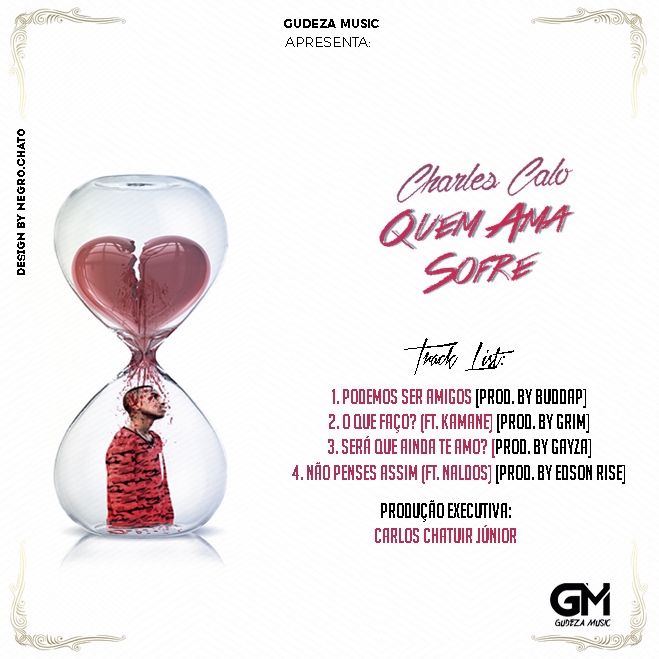 GUDEZA MUSIC
APRESENTA:
DESIGN BY NEGRO.CHATO
Charles Calo
QUEM AMA
SOFRE
Track List:
1. PODEMOS SER AMIGOS [PROD. BY BUDDAP]
2. O QUE FAÇO? (FT. KAMANE) [PROD. BY GRIM]
3. SERÁ QUE AINDA TE AMO? [PROD. BY GAYZA]
4. NÃO PENSES ASSIM (FT. NALDOS) [PROD. BY EDSON RISE]
PRODUÇÃO EXECUTIVA:
CARLOS CHATUIR JÚNIOR
GM
GUDEZA MUSIC